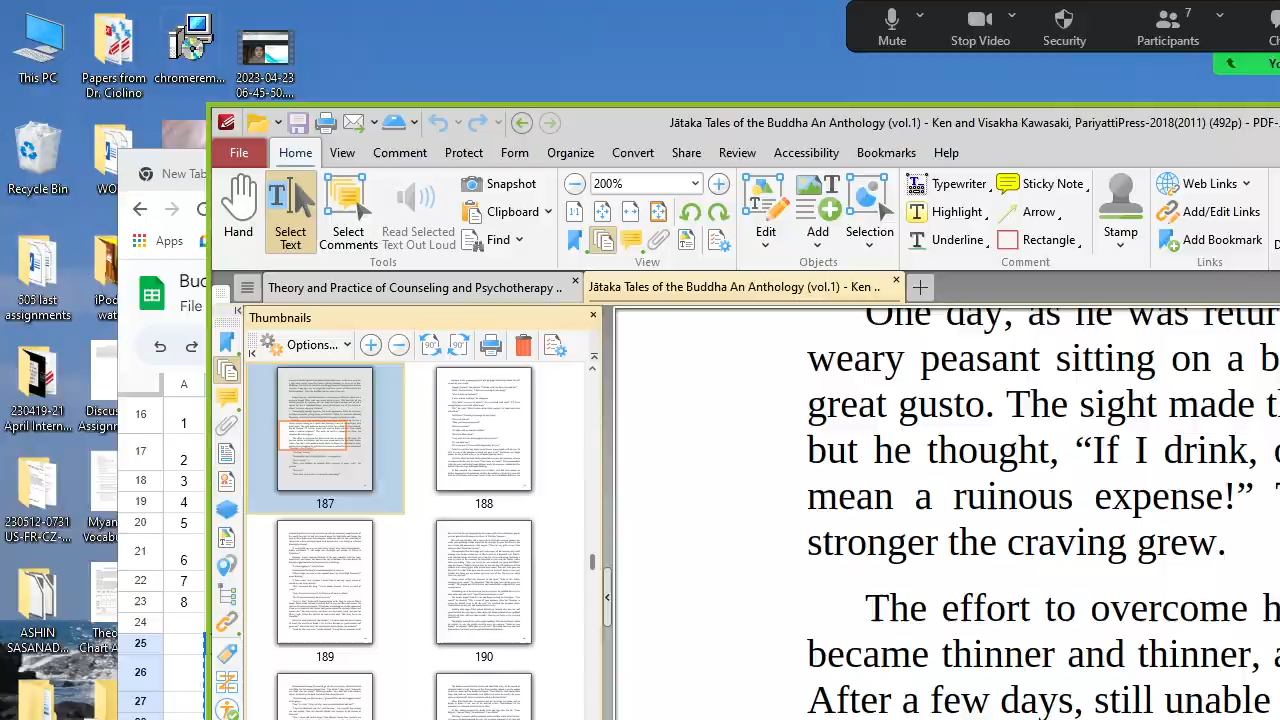 7
Mute
Stop Video
Security
Participants
This PC
Papers from
Dr. Ciolino
chromerem...
2023-04-23
06-45-50....
Recycle Bin
505 last
assignments
230416-21
April Intern...
230512-0731
US-FR-CZ-...
ASHIN
SASANAD...
New Tab
Apps
File
A
16
17
2
18
3
19
4
20
5
21
22
7
23
8
24
25
26
27
Jātaka Tales of the Buddha An Anthology (vol.1) - Ken and Visakha Kawasaki, PariyattiPress-2018(2011) (492p) - PDF-
File
Home
View
Comment
Protect
Form
Organize
Convert
Share
Review
Accessibility
Bookmarks
Help
Hand
Select
Text
Select
Comments
Read Selected
Text Out Loud
Snapshot
Clipboard
Find
Tools
200%
View
Edit
Add
Selection
Objects
Typewriter
Highlight
Underline
Sticky Note
Arrow
Rectangle
Stamp
Comment
Web Links
Add/Edit Links
Add Bookmark
Links
Theory and Practice of Counseling and Psychotherapy ..
Jātaka Tales of the Buddha An Anthology (vol.1) - Ken ..
Thumbnails
Options...
187
188
189
190
One day, as he was
weary peasant sitting on a
great gusto. The sight made
but he thought, “If I drink,
mean a ruinous expense!”
stronger the craving grew.
The effort to overcome
became thinner and thinner,
After a few days, still unable